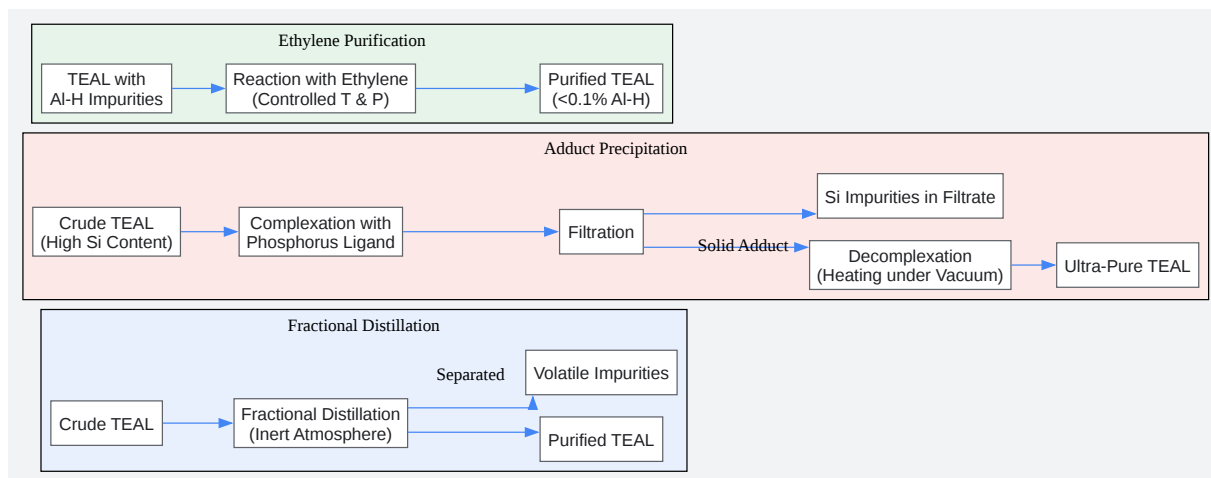 Ethylene Purification
TEAL with
Al-H Impurities
Reaction with Ethylene
(Controlled T & P)
Purified TEAL
(<0.1% Al-H)
Adduct Precipitation
Crude TEAL
(High Si Content)
Complexation with
Phosphorus Ligand
Filtration
Si Impurities in Filtrate
Solid Adduct
Decomplexation
(Heating under Vacuum)
Ultra-Pure TEAL
Fractional Distillation
Crude TEAL
Fractional Distillation
(Inert Atmosphere)
Separated
Volatile Impurities
Purified TEAL